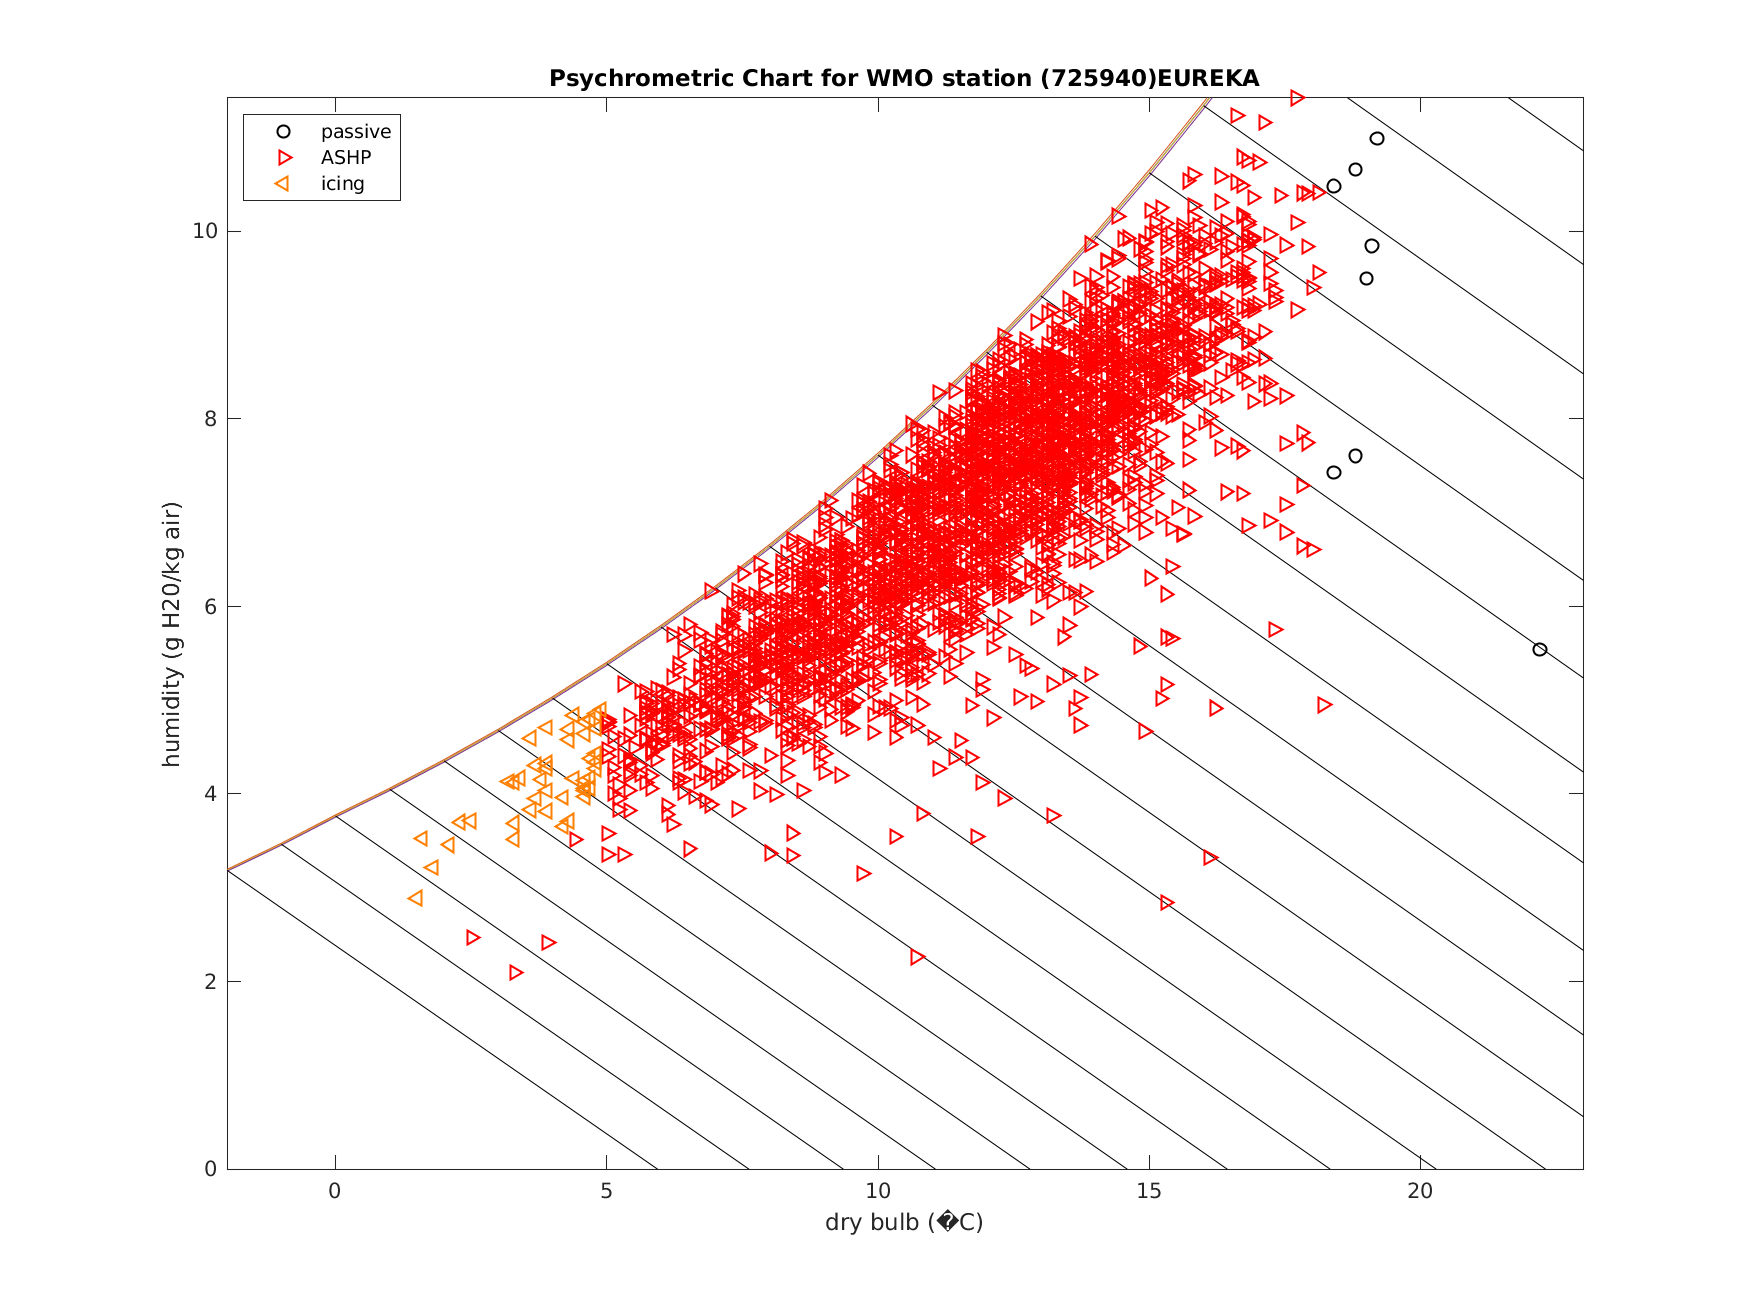 Psychrometric Chart for WMO station (725940)EUREKA
passive
ASHP
icing
humidity (g H20/kg air)
10
8
6
4
2
0
0 5 10 15 20
dry bulb (�C)